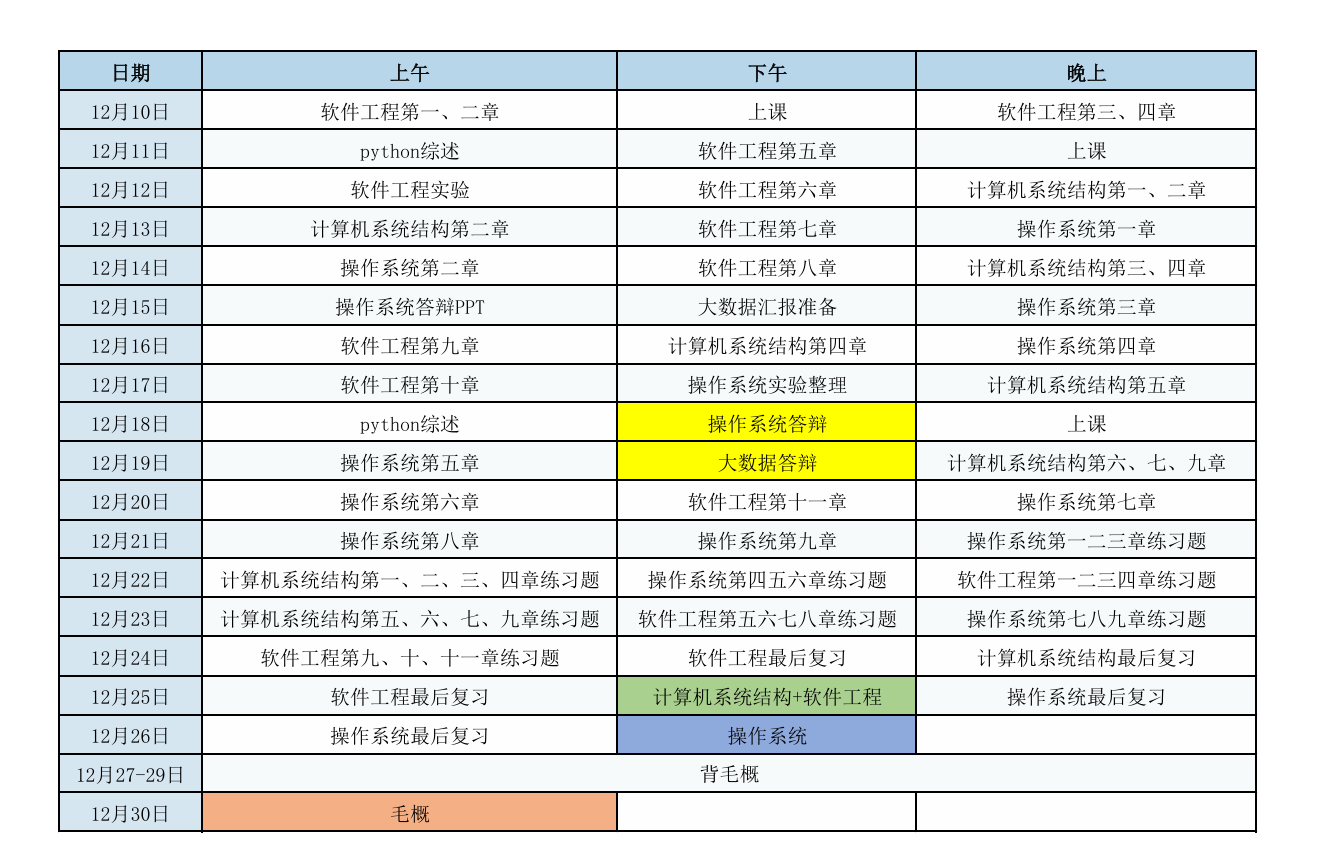 日期 上午 下午 晚上
12月10日 软件工程第一、二章 上课 软件工程第三、四章
12月11日 python综述 软件工程第五章 上课
12月12日 软件工程实验 软件工程第六章 计算机系统结构第一、二章
12月13日 计算机系统结构第二章 软件工程第七章 操作系统第一章
12月14日 操作系统第二章 软件工程第八章 计算机系统结构第三、四章
12月15日 操作系统答辩PPT 大数据汇报准备 操作系统第三章
12月16日 软件工程第九章 计算机系统结构第四章 操作系统第四章
12月17日 软件工程第十章 操作系统实验整理 计算机系统结构第五章
12月18日 python综述 操作系统答辩 上课
12月19日 操作系统第五章 大数据答辩 计算机系统结构第六、七、九章
12月20日 操作系统第六章 软件工程第十一章 操作系统第七章
12月21日 操作系统第八章 操作系统第九章 操作系统第一二三章练习题
12月22日 计算机系统结构第一、二、三、四章练习题 操作系统第四五六章练习题 软件工程第一二三四章练习题
12月23日 计算机系统结构第五、六、七、九章练习题 软件工程第五六七八章练习题 操作系统第七八九章练习题
12月24日 软件工程第九、十、十一章练习题 软件工程最后复习 计算机系统结构最后复习
12月25日 软件工程最后复习 计算机系统结构+软件工程 操作系统最后复习
12月26日 操作系统最后复习 操作系统
12月27-29日 背毛概
12月30日 毛概